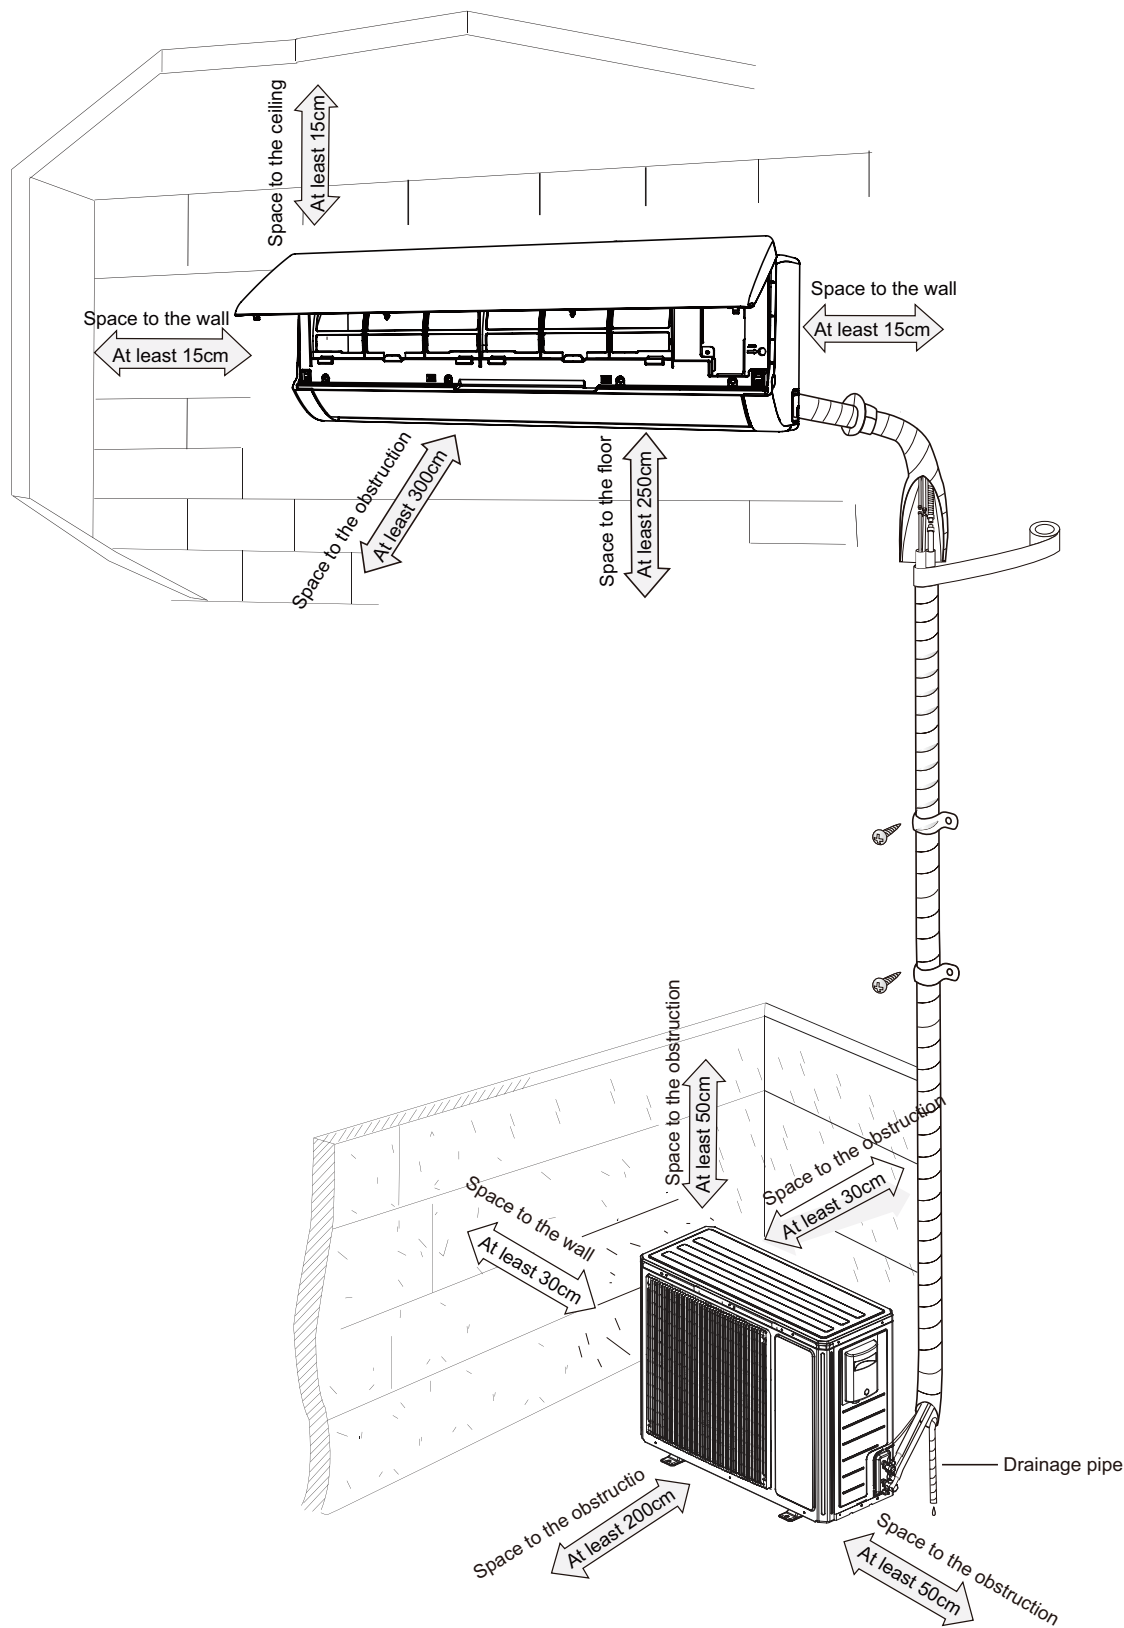 Space to the ceiling
At least 15cm
Space to the wall
At least 15cm
Space to the wall
At least 15cm
Space to the obstruction
At least 300cm
Space to the floor
At least 250cm
Space to the obstruction
At least 50cm
Space to the obstruction
At least 30cm
Space to the wall
At least 30cm
Drainage pipe
Space to the obstructio
At least 200cm
Space to the obstruction
At least 50cm